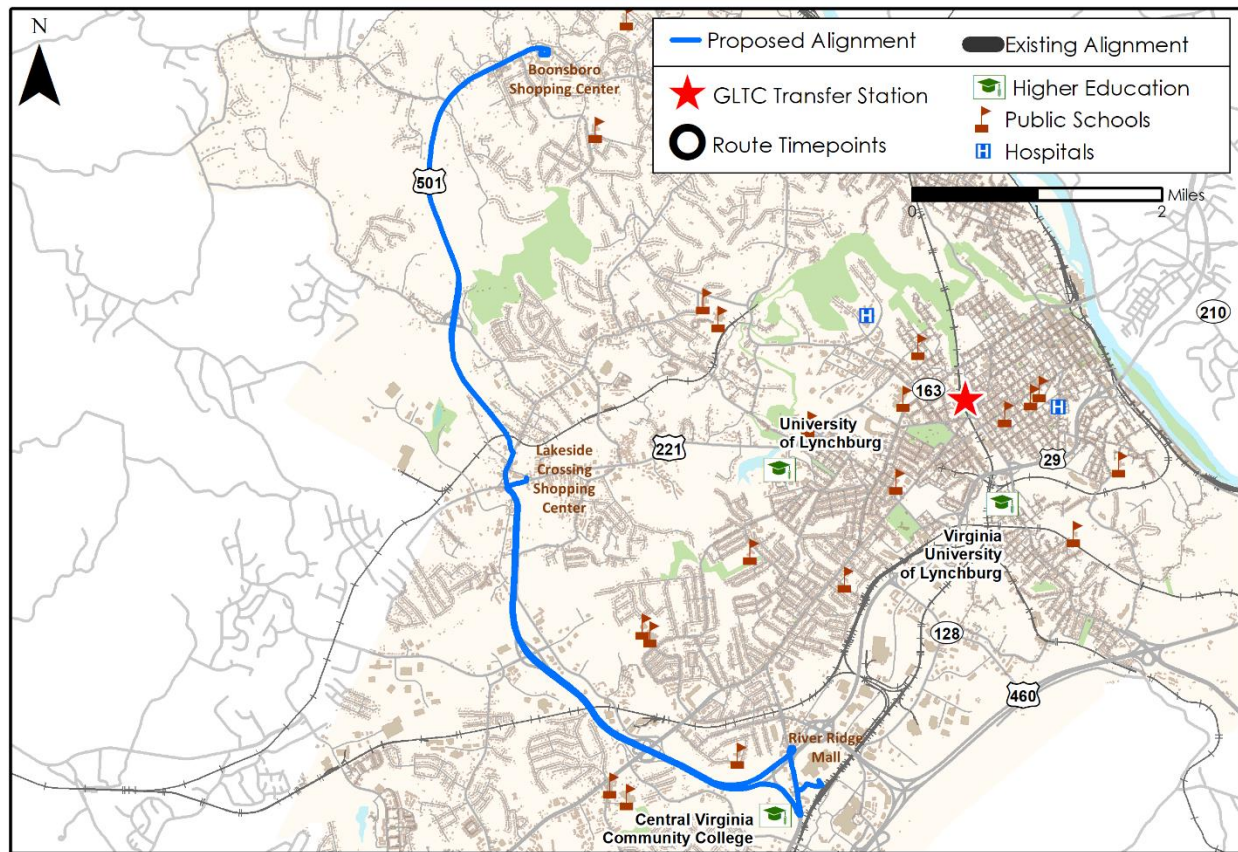 N
Proposed Alignment
Existing Alignment
GLTC Transfer Station
Higher Education
Public Schools
Route Timepoints
H Hospitals
0 1 2 Miles
Boonsboro
Shopping Center
501
210
H
163
H
University
of Lynchburg
221
29
Lakeside
Crossing
Shopping
Center
Virginia
University
of Lynchburg
128
460
River Ridge
Mall
Central Virginia
Community College